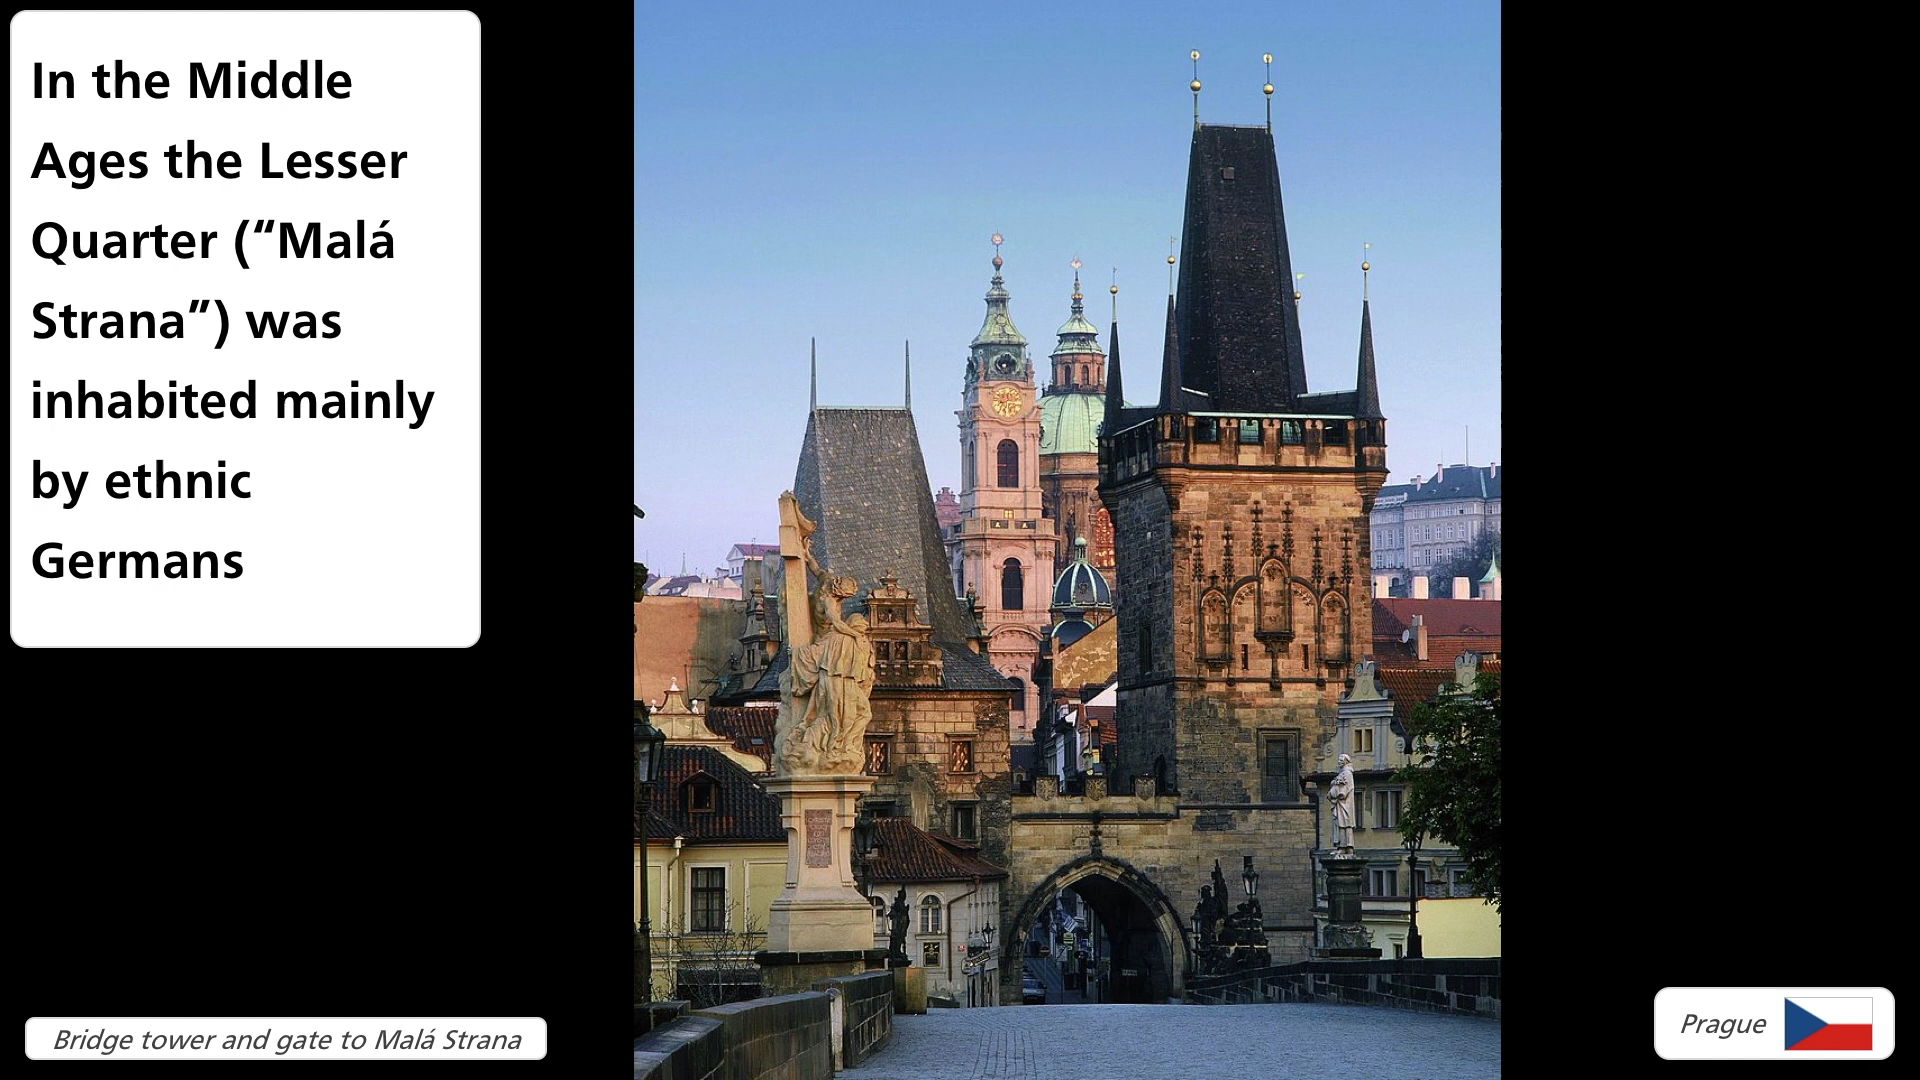 In the Middle
Ages the Lesser
Quarter (“Malá
Strana”) was
inhabited mainly
by ethnic
Germans
Bridge tower and gate to Malá Strana
Prague